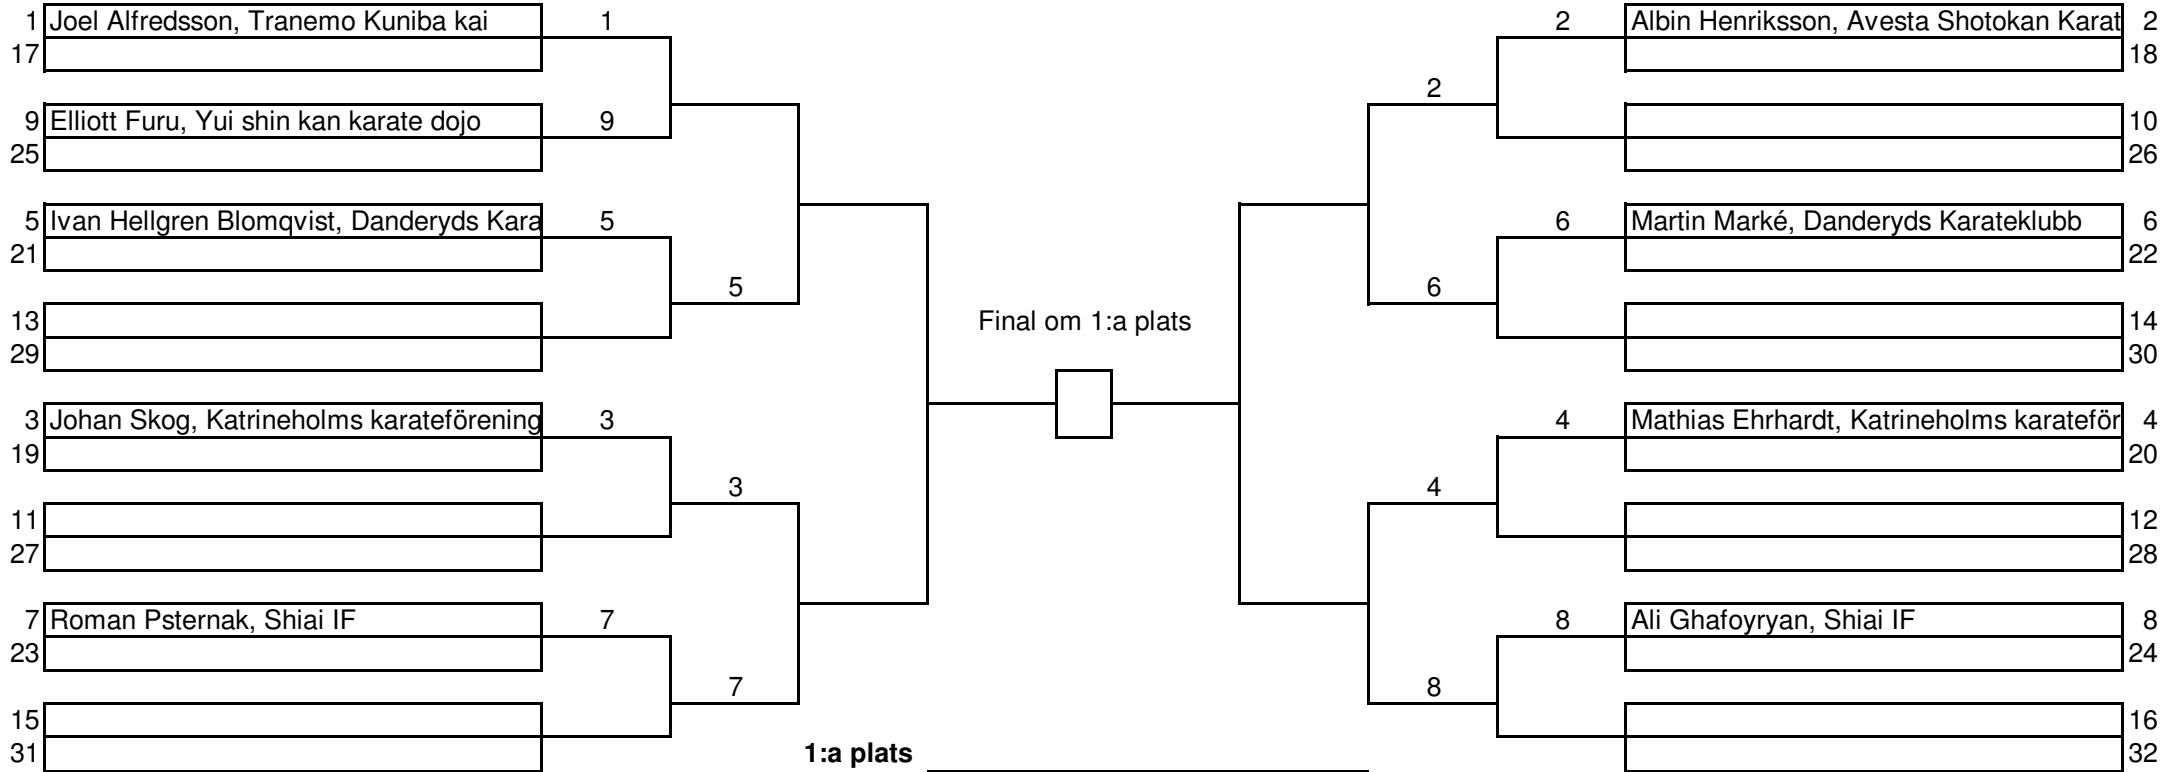 1 Joel Alfredsson, Tranemo Kuniba kai 1 2 Albin Henriksson, Avesta Shotokan Karat 2
17 18
2
9 Elliott Furu, Yui shin kan karate dojo 9 10
25 26
5 Ivan Hellgren Blomqvist, Danderyds Kara 5 6 Martin Marké, Danderyds Karateklubb 6
21 22
5 6
13 Final om 1:a plats 14
29 30
3 Johan Skog, Katrineholms karateförening 3 4 Mathias Ehrhardt, Katrineholms karateför 4
19 20
3 4
11 12
27 28
7 Roman Psternak, Shiai IF 7 8 Ali Ghafoyryan, Shiai IF 8
23 24
7 8
15 16
31 1:a plats 32